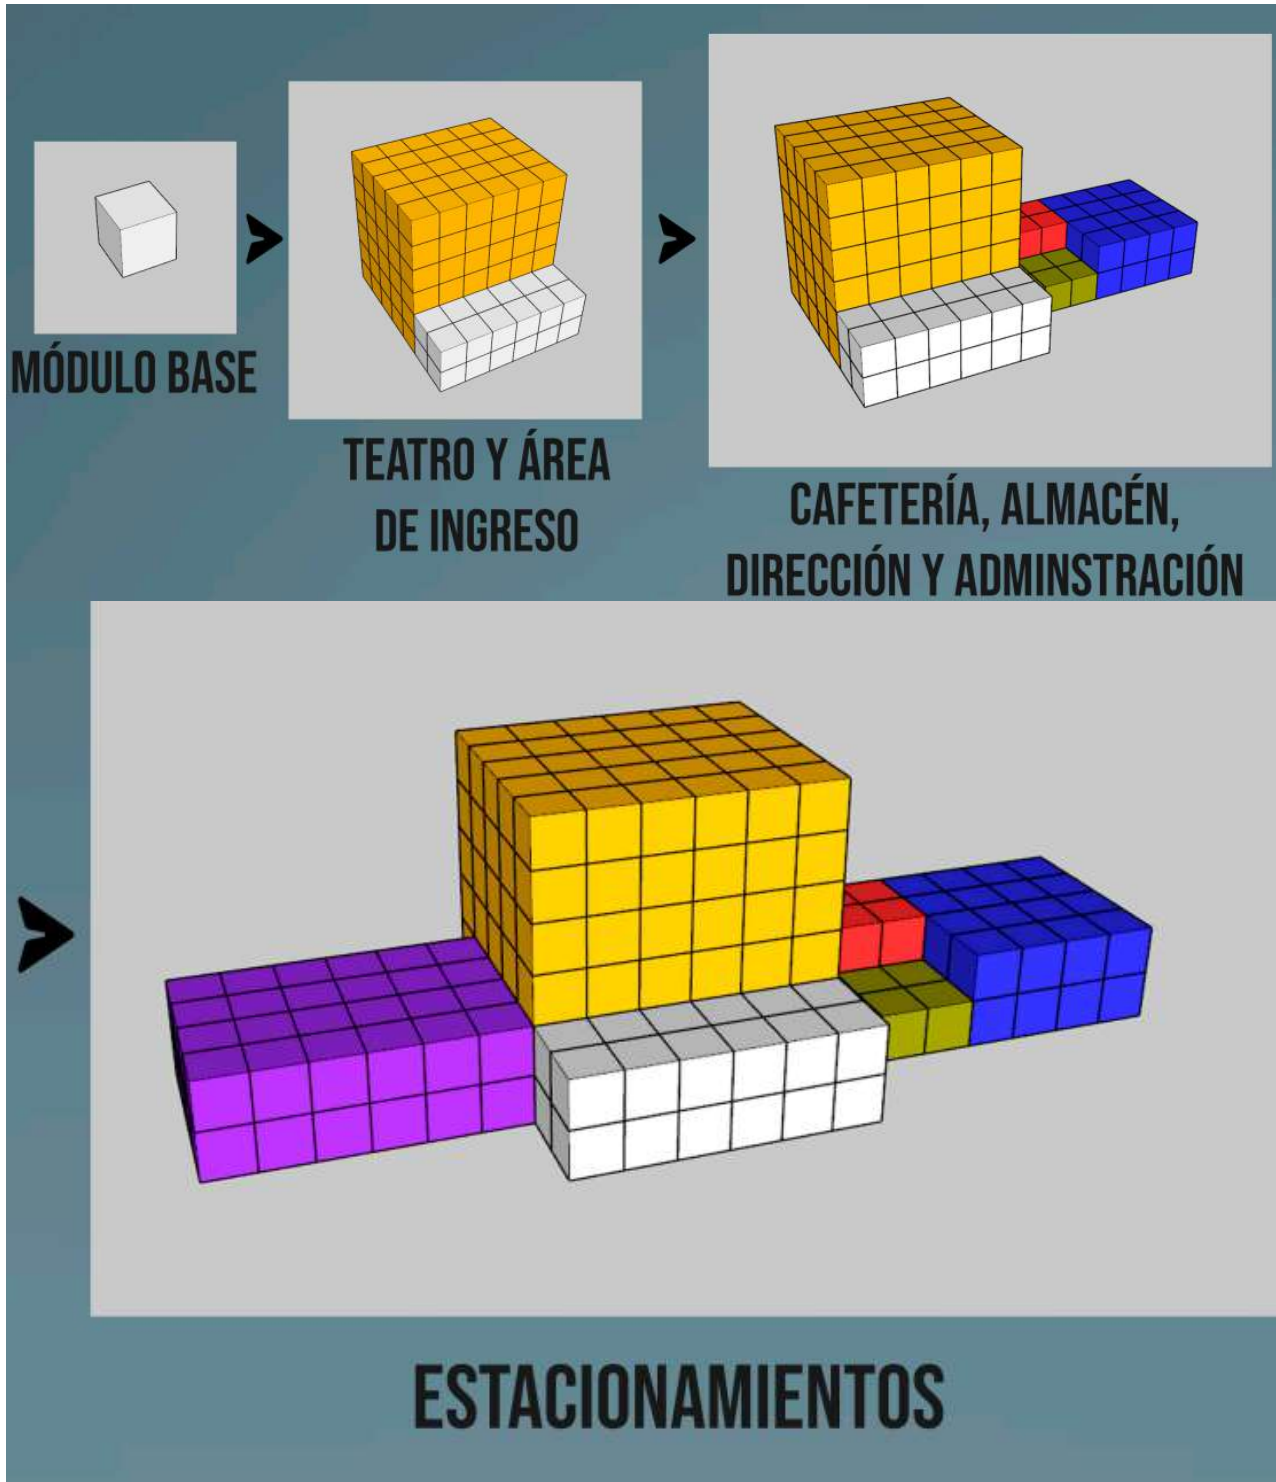 MÓDULO BASE
TEATRO Y ÁREA
DE INGRESO
CAFETERÍA, ALMACÉN,
DIRECCIÓN Y ADMINSTRACIÓN
ESTACIONAMIENTOS